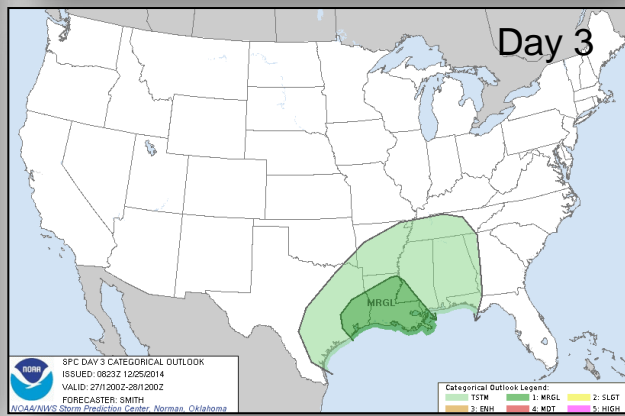 Day 3
MRGL
NOAA
SPC DAY 3 CATEGORICAL OUTLOOK
ISSUED: 0823Z 12/25/2014
VALID: 27/1200Z-28/1200Z
FORECASTER: SMITH
NOAA/NWS Storm Prediction Center, Norman, Oklahoma
Categorical Outlook Legend:
TSTM 1: MRGL 2: SLGT
3: ENH 4: MDT 5: HIGH